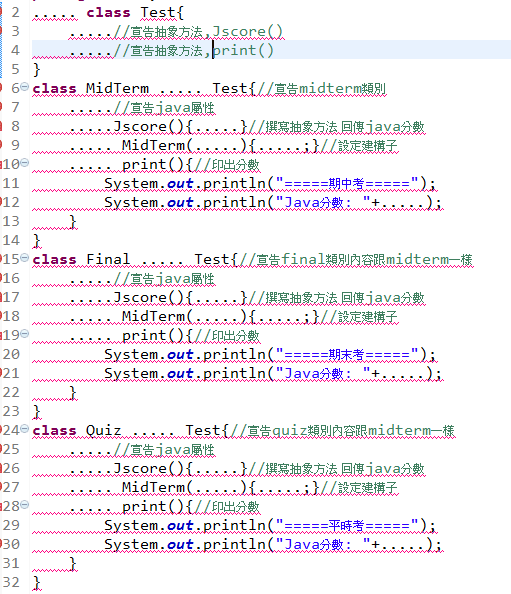 2 ..... class Test{
3 .....//宣告抽象方法,Jscore()
4 .....//宣告抽象方法,print()
5 }
6 class MidTerm ..... Test{//宣告midterm類別
7 .....//宣告java屬性
8 .....Jscore(){.....}//撰寫抽象方法 回傳java分數
9 ..... MidTerm(.....){.....;}//設定建構子
10 ..... print(){//印出分數
11 System.out.println("=====期中考=====");
12 System.out.println("Java分數: "+.....);
13 }
14 }
15 class Final ..... Test{//宣告final類別內容跟midterm一樣
16 .....//宣告java屬性
17 .....Jscore(){.....}//撰寫抽象方法 回傳java分數
18 ..... MidTerm(.....){.....;}//設定建構子
19 ..... print(){//印出分數
20 System.out.println("=====期末考=====");
21 System.out.println("Java分數: "+.....);
22 }
23 }
24 class Quiz ..... Test{//宣告quiz類別內容跟midterm一樣
25 .....//宣告java屬性
26 .....Jscore(){.....}//撰寫抽象方法 回傳java分數
27 ..... MidTerm(.....){.....;}//設定建構子
28 ..... print(){//印出分數
29 System.out.println("=====平時考=====");
30 System.out.println("Java分數: "+.....);
31 }
32 }